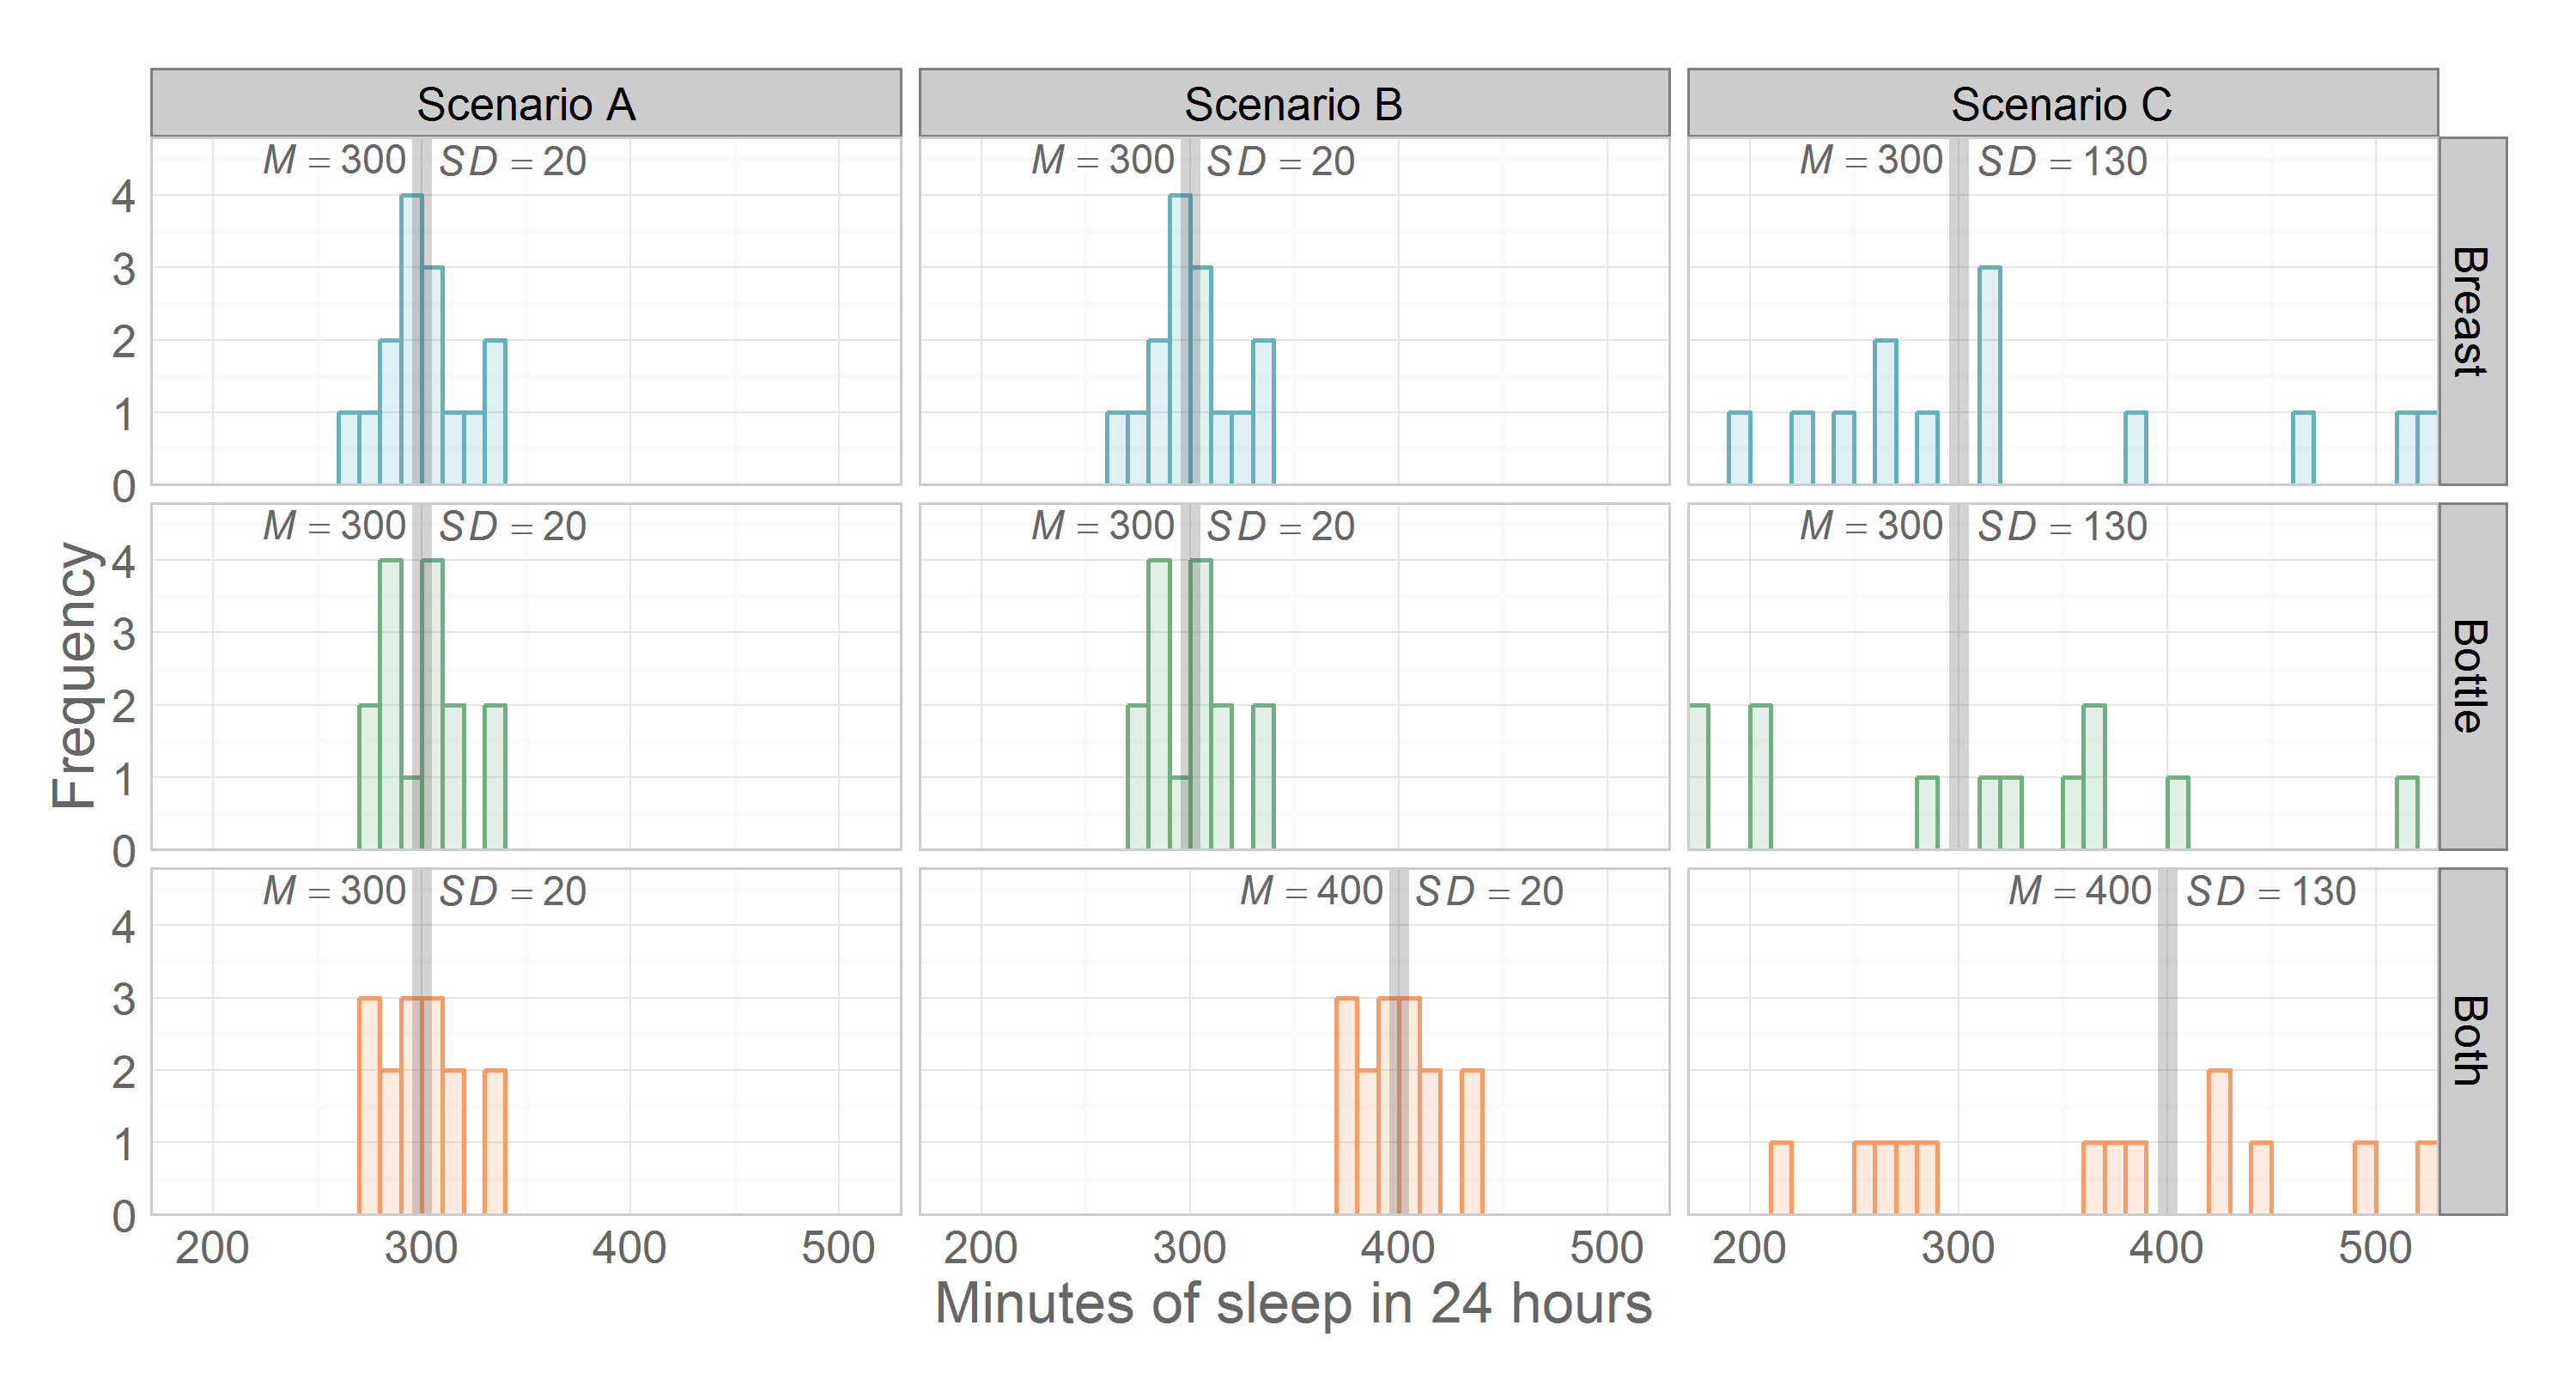 Scenario A
Scenario B
Scenario C
M = 300 SD = 20
M = 300 SD = 20
M = 300 SD = 130
4
3
2
1
0
Breast
M = 300 SD = 20
M = 300 SD = 20
M = 300 SD = 130
4
3
2
1
0
Bottle
M = 300 SD = 20
M = 400 SD = 20
M = 400 SD = 130
4
3
2
1
0
Both
Frequency
200 300 400 500
200 300 400 500
200 300 400 500
Minutes of sleep in 24 hours